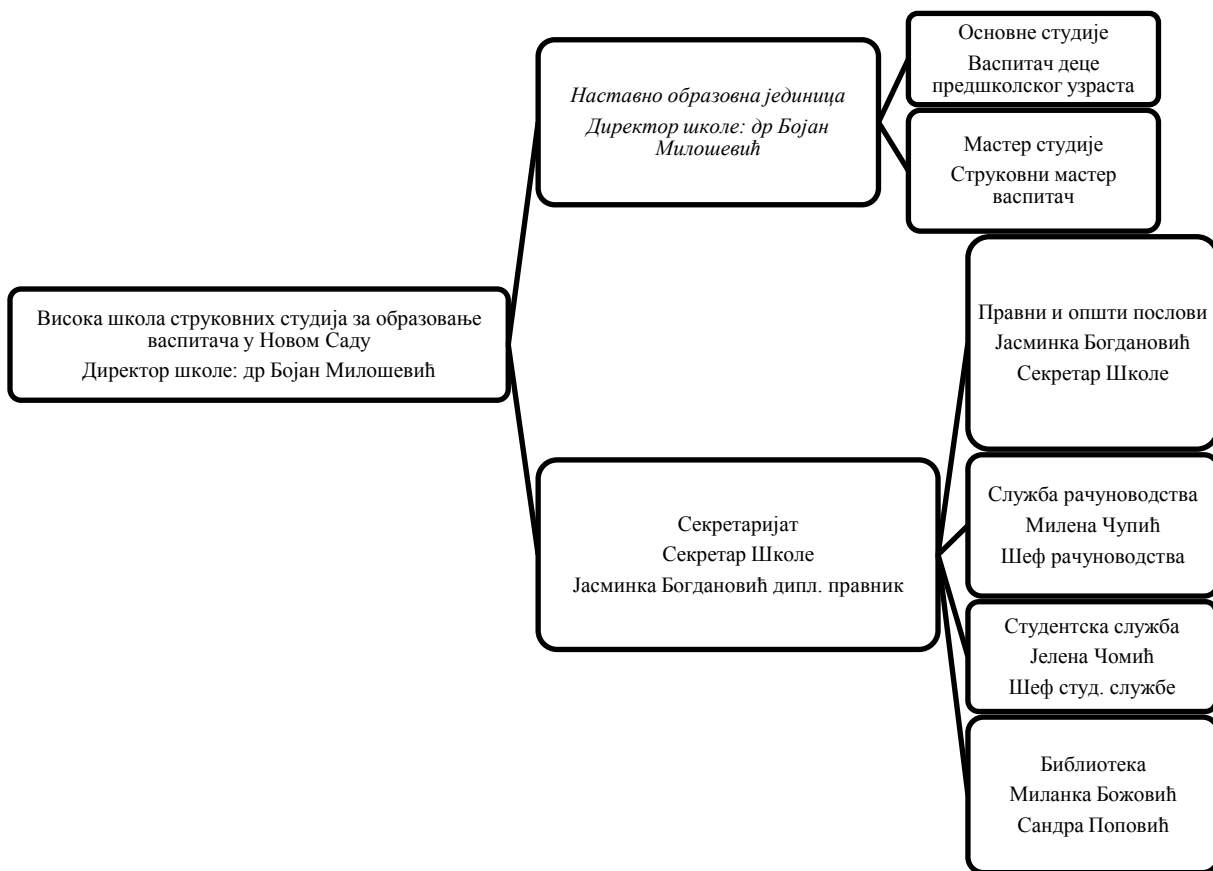 Висока школа струковних студија за образовање
васпитача у Новом Саду
Директор школе: др Бојан Милошевић
Наставно образовна јединица
Директор школе: др Бојан
Милошевић
Основне студије
Васпитач деце
предшколског узраста
Мастер студије
Струковни мастер
васпитач
Секретаријат
Секретар Школе
Јасминка Богдановић дипл. правник
Правни и општи послови
Јасминка Богдановић
Секретар Школе
Служба рачуноводства
Милена Чупић
Шеф рачуноводства
Студентска служба
Јелена Чомић
Шеф студ. службе
Библиотека
Миланка Божовић
Сандра Поповић